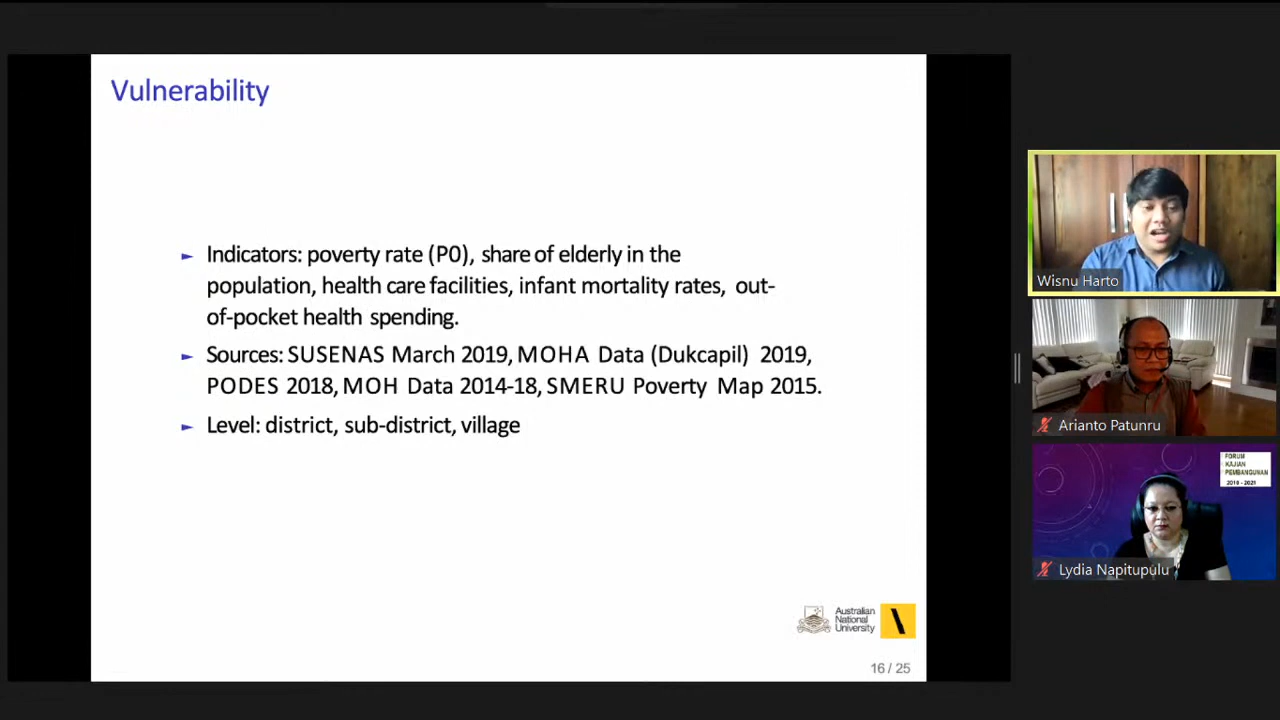 Vulnerability
► Indicators: poverty rate (P0), share of elderly in the
population, health care facilities, infant mortality rates, out-
of-pocket health spending.
► Sources: SUSENAS March 2019, MOHA Data (Dukcapil) 2019,
PODES 2018, MOH Data 2014-18, SMERU Poverty Map 2015.
► Level: district, sub-district, village
Australian
National
University
16 / 25
Wisnu Harto
Arianto Patunru
FORUM
KAJIAN
PEMBANGUNAN
2010 - 2021
Lydia Napitupulu